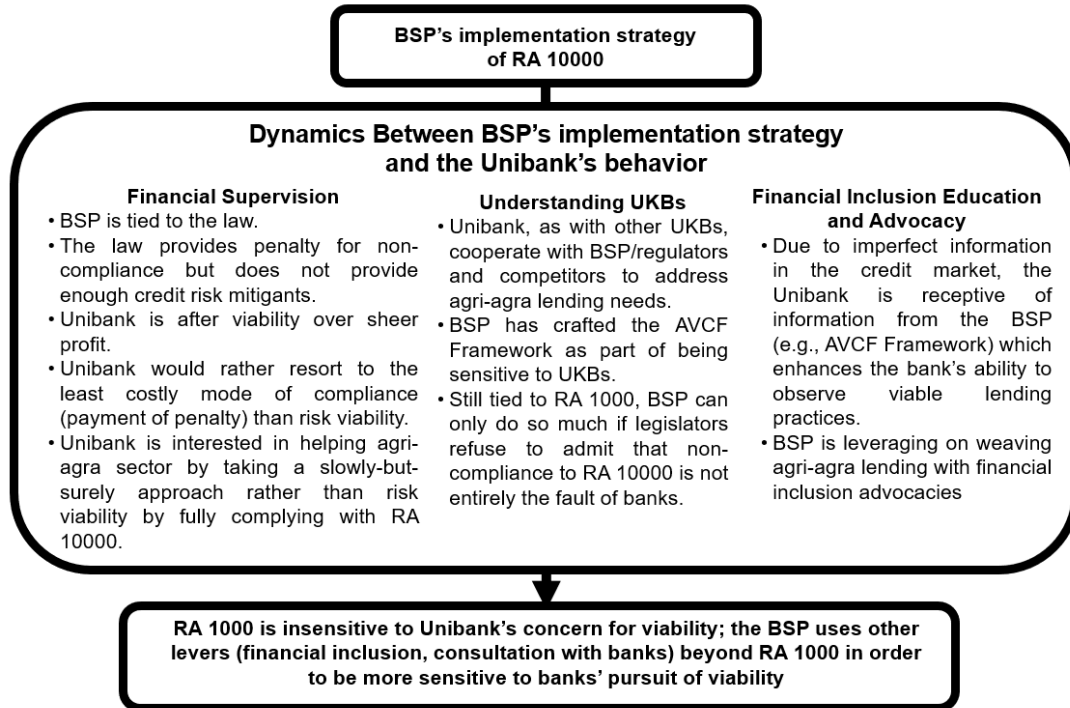 BSP's implementation strategy
of RA 10000
Dynamics Between BSP's implementation strategy
and the Unibank's behavior
Financial Supervision
• BSP is tied to the law.
• The law provides penalty for non-
compliance but does not provide
enough credit risk mitigants.
• Unibank is after viability over sheer
profit.
• Unibank would rather resort to the
least costly mode of compliance
(payment of penalty) than risk viability.
• Unibank is interested in helping agri-
agra sector by taking a slowly-but-
surely approach rather than risk
viability by fully complying with RA
10000.
Understanding UKBs
• Unibank, as with other UKBs,
cooperate with BSP/regulators
and competitors to address
agri-agra lending needs.
• BSP has crafted the AVCF
Framework as part of being
sensitive to UKBs.
• Still tied to RA 1000, BSP can
only do so much if legislators
refuse to admit that non-
compliance to RA 10000 is not
entirely the fault of banks.
Financial Inclusion Education
and Advocacy
• Due to imperfect information
in the credit market, the
Unibank is receptive of
information from the BSP
(e.g., AVCF Framework) which
enhances the bank's ability to
observe viable lending
practices.
• BSP is leveraging on weaving
agri-agra lending with financial
inclusion advocacies
RA 1000 is insensitive to Unibank's concern for viability; the BSP uses other
levers (financial inclusion, consultation with banks) beyond RA 1000 in order
to be more sensitive to banks' pursuit of viability